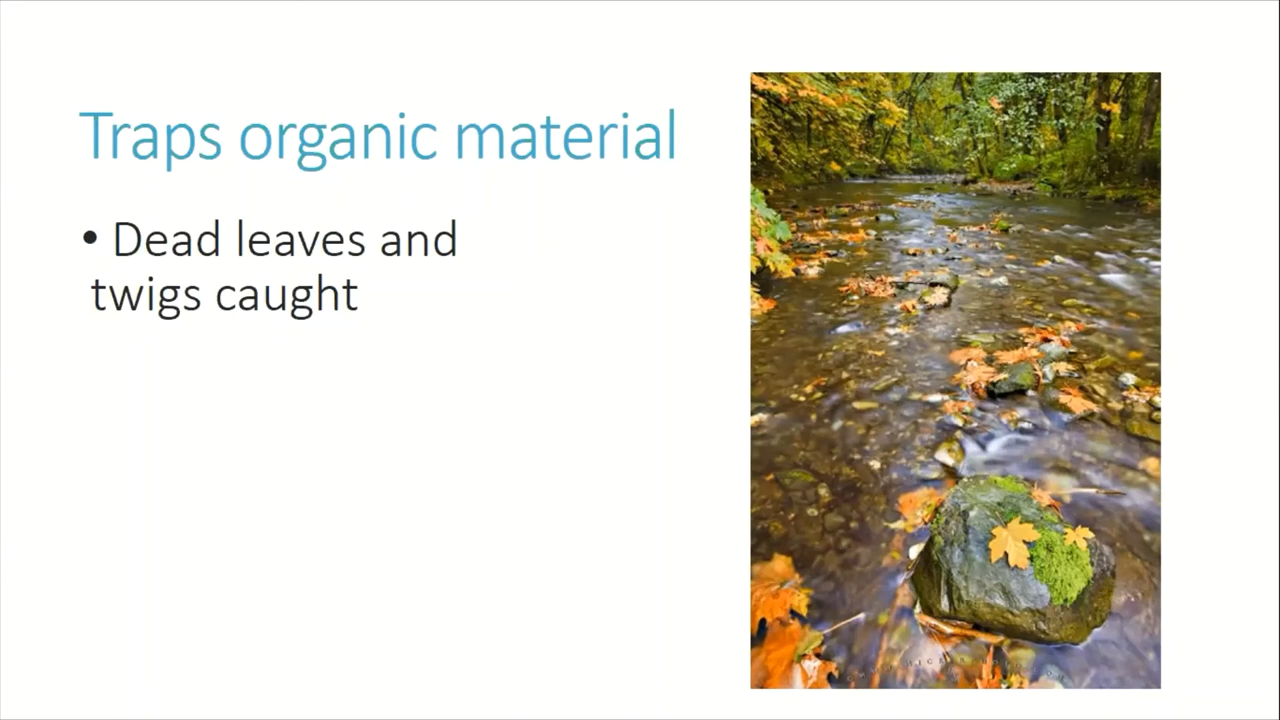 Traps organic material
• Dead leaves and
twigs caught